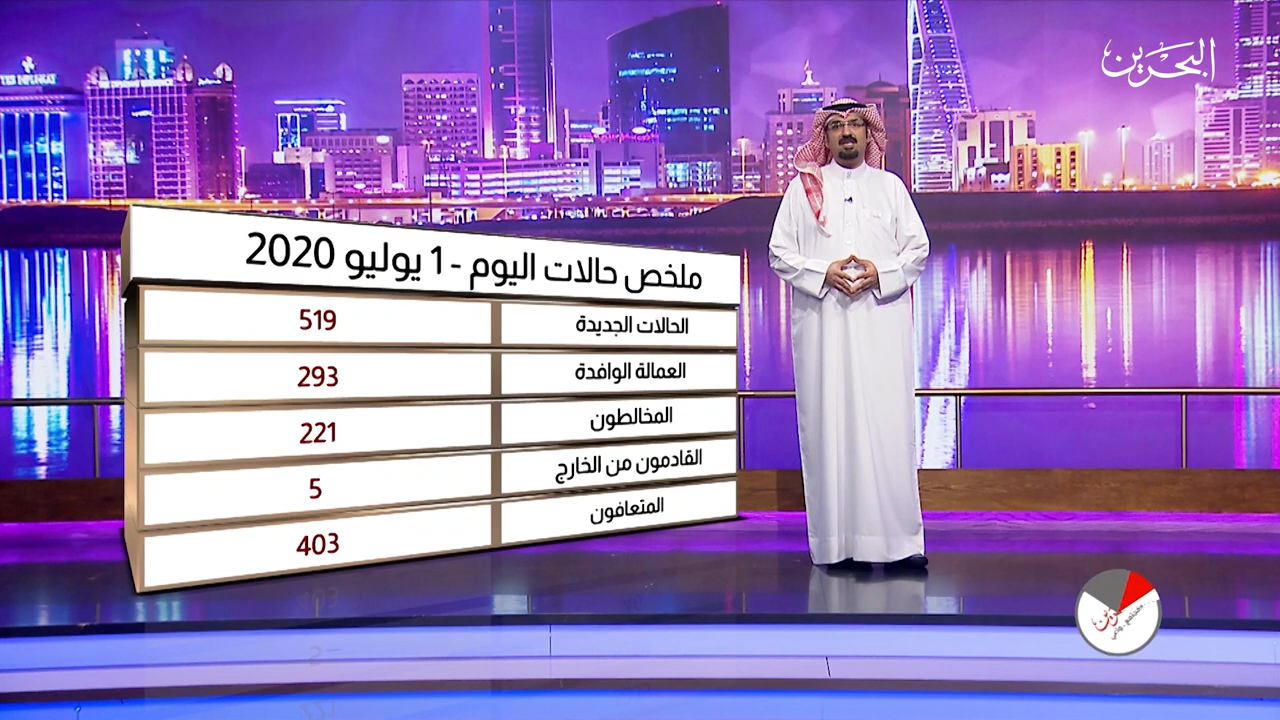 البحرين
ملخص حالات اليوم - 1 يوليو 2020
الحالات الجديدة 519
العمالة الوافدة 293
المخالطون 221
القادمون من الخارج 5
المتعافون 403